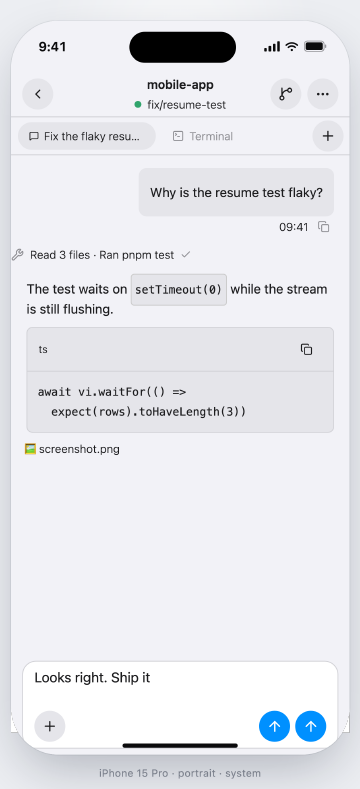 9:41
mobile-app
fix/resume-test
Fix the flaky resu...
Terminal
Why is the resume test flaky?
09:41
Read 3 files · Ran pnpm test
The test waits on setTimeout(0) while the stream
is still flushing.
ts
await vi.waitFor(() =>
expect(rows).toHaveLength(3))
screenshot.png
Looks right. Ship it
iPhone 15 Pro · portrait · system